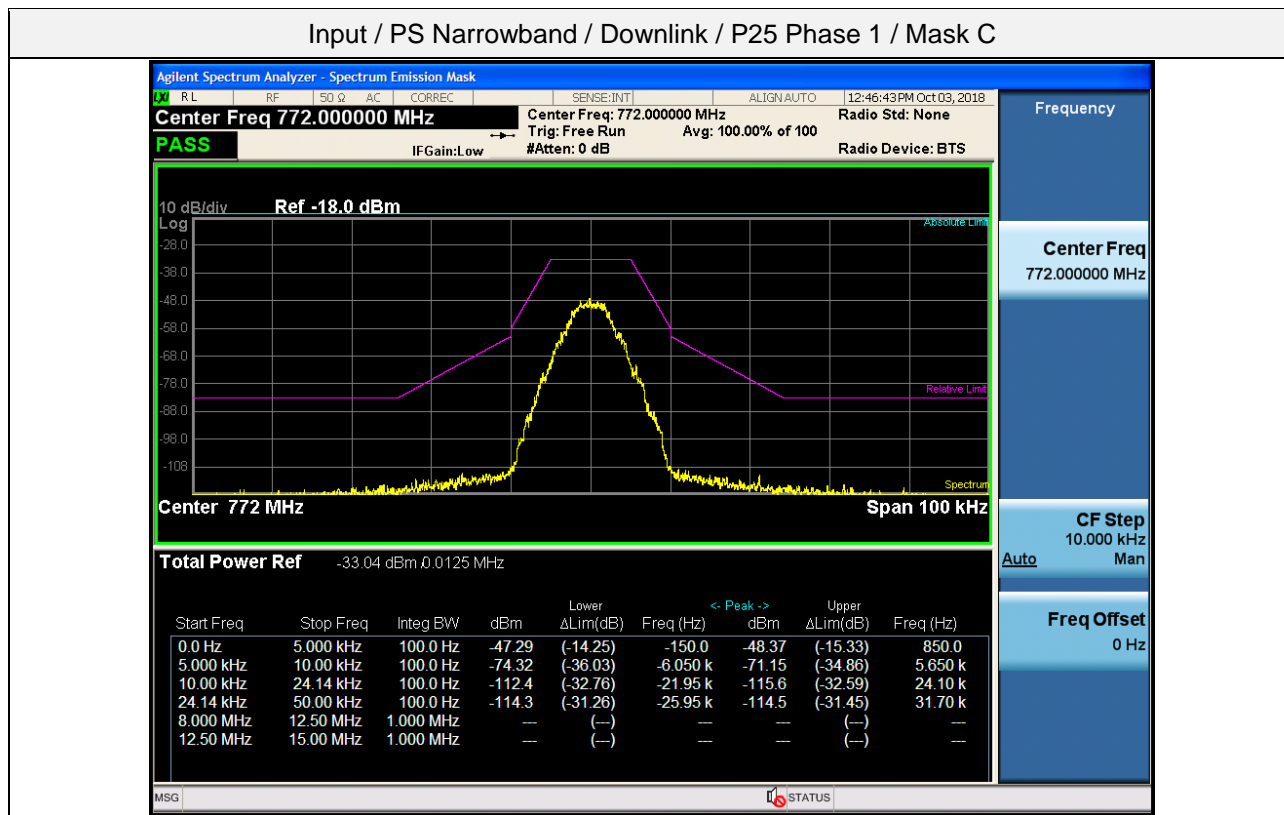 Input / PS Narrowband / Downlink / P25 Phase 1 / Mask C
Agilent Spectrum Analyzer - Spectrum Emission Mask
LXI RL RF 50 Ω AC CORREC SENSE:INT ALIGN AUTO 12:46:43 PM Oct 03, 2018
Center Freq 772.000000 MHz Center Freq: 772.000000 MHz Radio Std: None
Trig: Free Run Avg: 100.00% of 100
PASS IFGain:Low #Atten: 0 dB Radio Device: BTS
Frequency
10 dB/div Ref -18.0 dBm
Log
Absolute Limit
-28.0
-38.0
-48.0
-58.0
-68.0
-78.0
Relative Limit
-88.0
-98.0
-108
Spectrum
Center 772 MHz Span 100 kHz
Center Freq
772.000000 MHz
CF Step
10.000 kHz
Auto Man
Freq Offset
0 Hz
Total Power Ref -33.04 dBm /0.0125 MHz
Lower <- Peak -> Upper
Start Freq Stop Freq Integ BW dBm ΔLim(dB) Freq (Hz) dBm ΔLim(dB) Freq (Hz)
0.0 Hz 5.000 kHz 100.0 Hz -47.29 (-14.25) -150.0 -48.37 (-15.33) 850.0
5.000 kHz 10.00 kHz 100.0 Hz -74.32 (-36.03) -6.050 k -71.15 (-34.86) 5.650 k
10.00 kHz 24.14 kHz 100.0 Hz -112.4 (-32.76) -21.95 k -115.6 (-32.59) 24.10 k
24.14 kHz 50.00 kHz 100.0 Hz -114.3 (-31.26) -25.95 k -114.5 (-31.45) 31.70 k
8.000 MHz 12.50 MHz 1.000 MHz --- (---) --- --- (---) ---
12.50 MHz 15.00 MHz 1.000 MHz --- (---) --- --- (---) ---
MSG STATUS